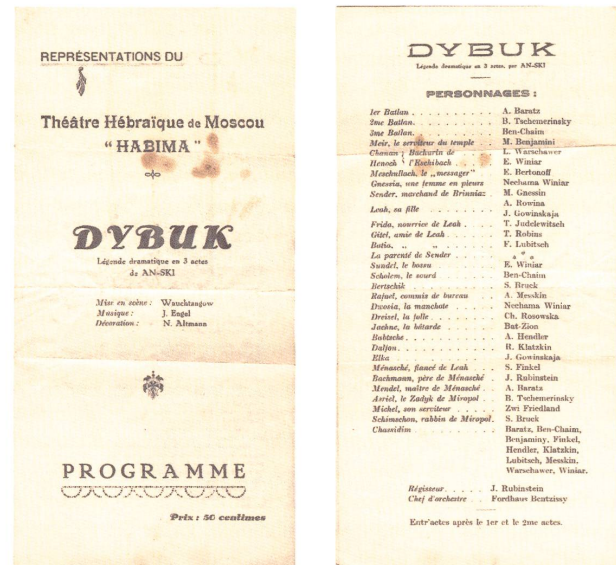 REPRÉSENTATIONS DU
Théâtre Hébraïque de Moscou
“ HABIMA ”
DYBUK
Légende dramatique en 3 actes
de AN-SKI
Mise en scène : Wauchtangow
Musique : J. Engel
Décoration : N. Altmann
PROGRAMME
Prix : 50 centimes
DYBUK
Légende dramatique en 3 actes, par AN-SKI
PERSONNAGES :
1er Batlan . . . . . . . . . . A. Baratz
2me Batlan. . . . . . . . . . B. Tschemerinsky
3me Batlan. . . . . . . . . . Ben-Chaim
Meir, le serviteur du temple . . M. Benjamini
Chanan } Bachurin de . . . L. Warschawer
Henoch } l'Eschibach . . . E. Winiar
Meschullach, le „messager” . . E. Bertonoff
Gnessia, une femme en pleurs Nechama Winiar
Sender, marchand de Brinniaz M. Gnessin
Leah, sa fille . . . . . . . . A. Rowina
J. Gowinskaja
Frida, nourrice de Leah . . . T. Judelewitsch
Gitel, amie de Leah . . . . . T. Robins
Batia, „ „ . . . . . . F. Lubitsch
La parenté de Sender . . . . * * *
Sundel, le bossu . . . . . . E. Winiar
Scholem, le sourd . . . . . . Ben-Chaim
Bertschik . . . . . . . . . . S. Bruck
Rafael, commis de bureau . . A. Messkin
Dwosia, la manchote . . . . . Nechama Winiar
Dreisel, la folle . . . . . . . Ch. Rosowska
Jachne, la bâtarde . . . . . Bat-Zion
Babtsche . . . . . . . . . . A. Hendler
Daljon . . . . . . . . . . . R. Klatzkin
Elka . . . . . . . . . . . . J. Gowinskaja
Ménasché, fiancé de Leah . . S. Finkel
Bachmann, père de Ménasché . J. Rubinstein
Mendel, maître de Ménasché . . A. Baratz
Asriel, le Zadyk de Miropol . . B. Tschemerinsky
Michel, son serviteur . . . . . Zwi Friedland
Schimschon, rabbin de Miropol. S. Bruck
Chassidim . . . . . . . . . . Baratz, Ben-Chaim,
Benjaminy, Finkel,
Hendler, Klatzkin,
Lubitsch, Messkin,
Warschawer, Winiar.
Régisseur . . . . . J. Rubinstein
Chef d'orchestre . . Fordhaus Bentzissy
Entr'actes après le 1er et le 2me actes.